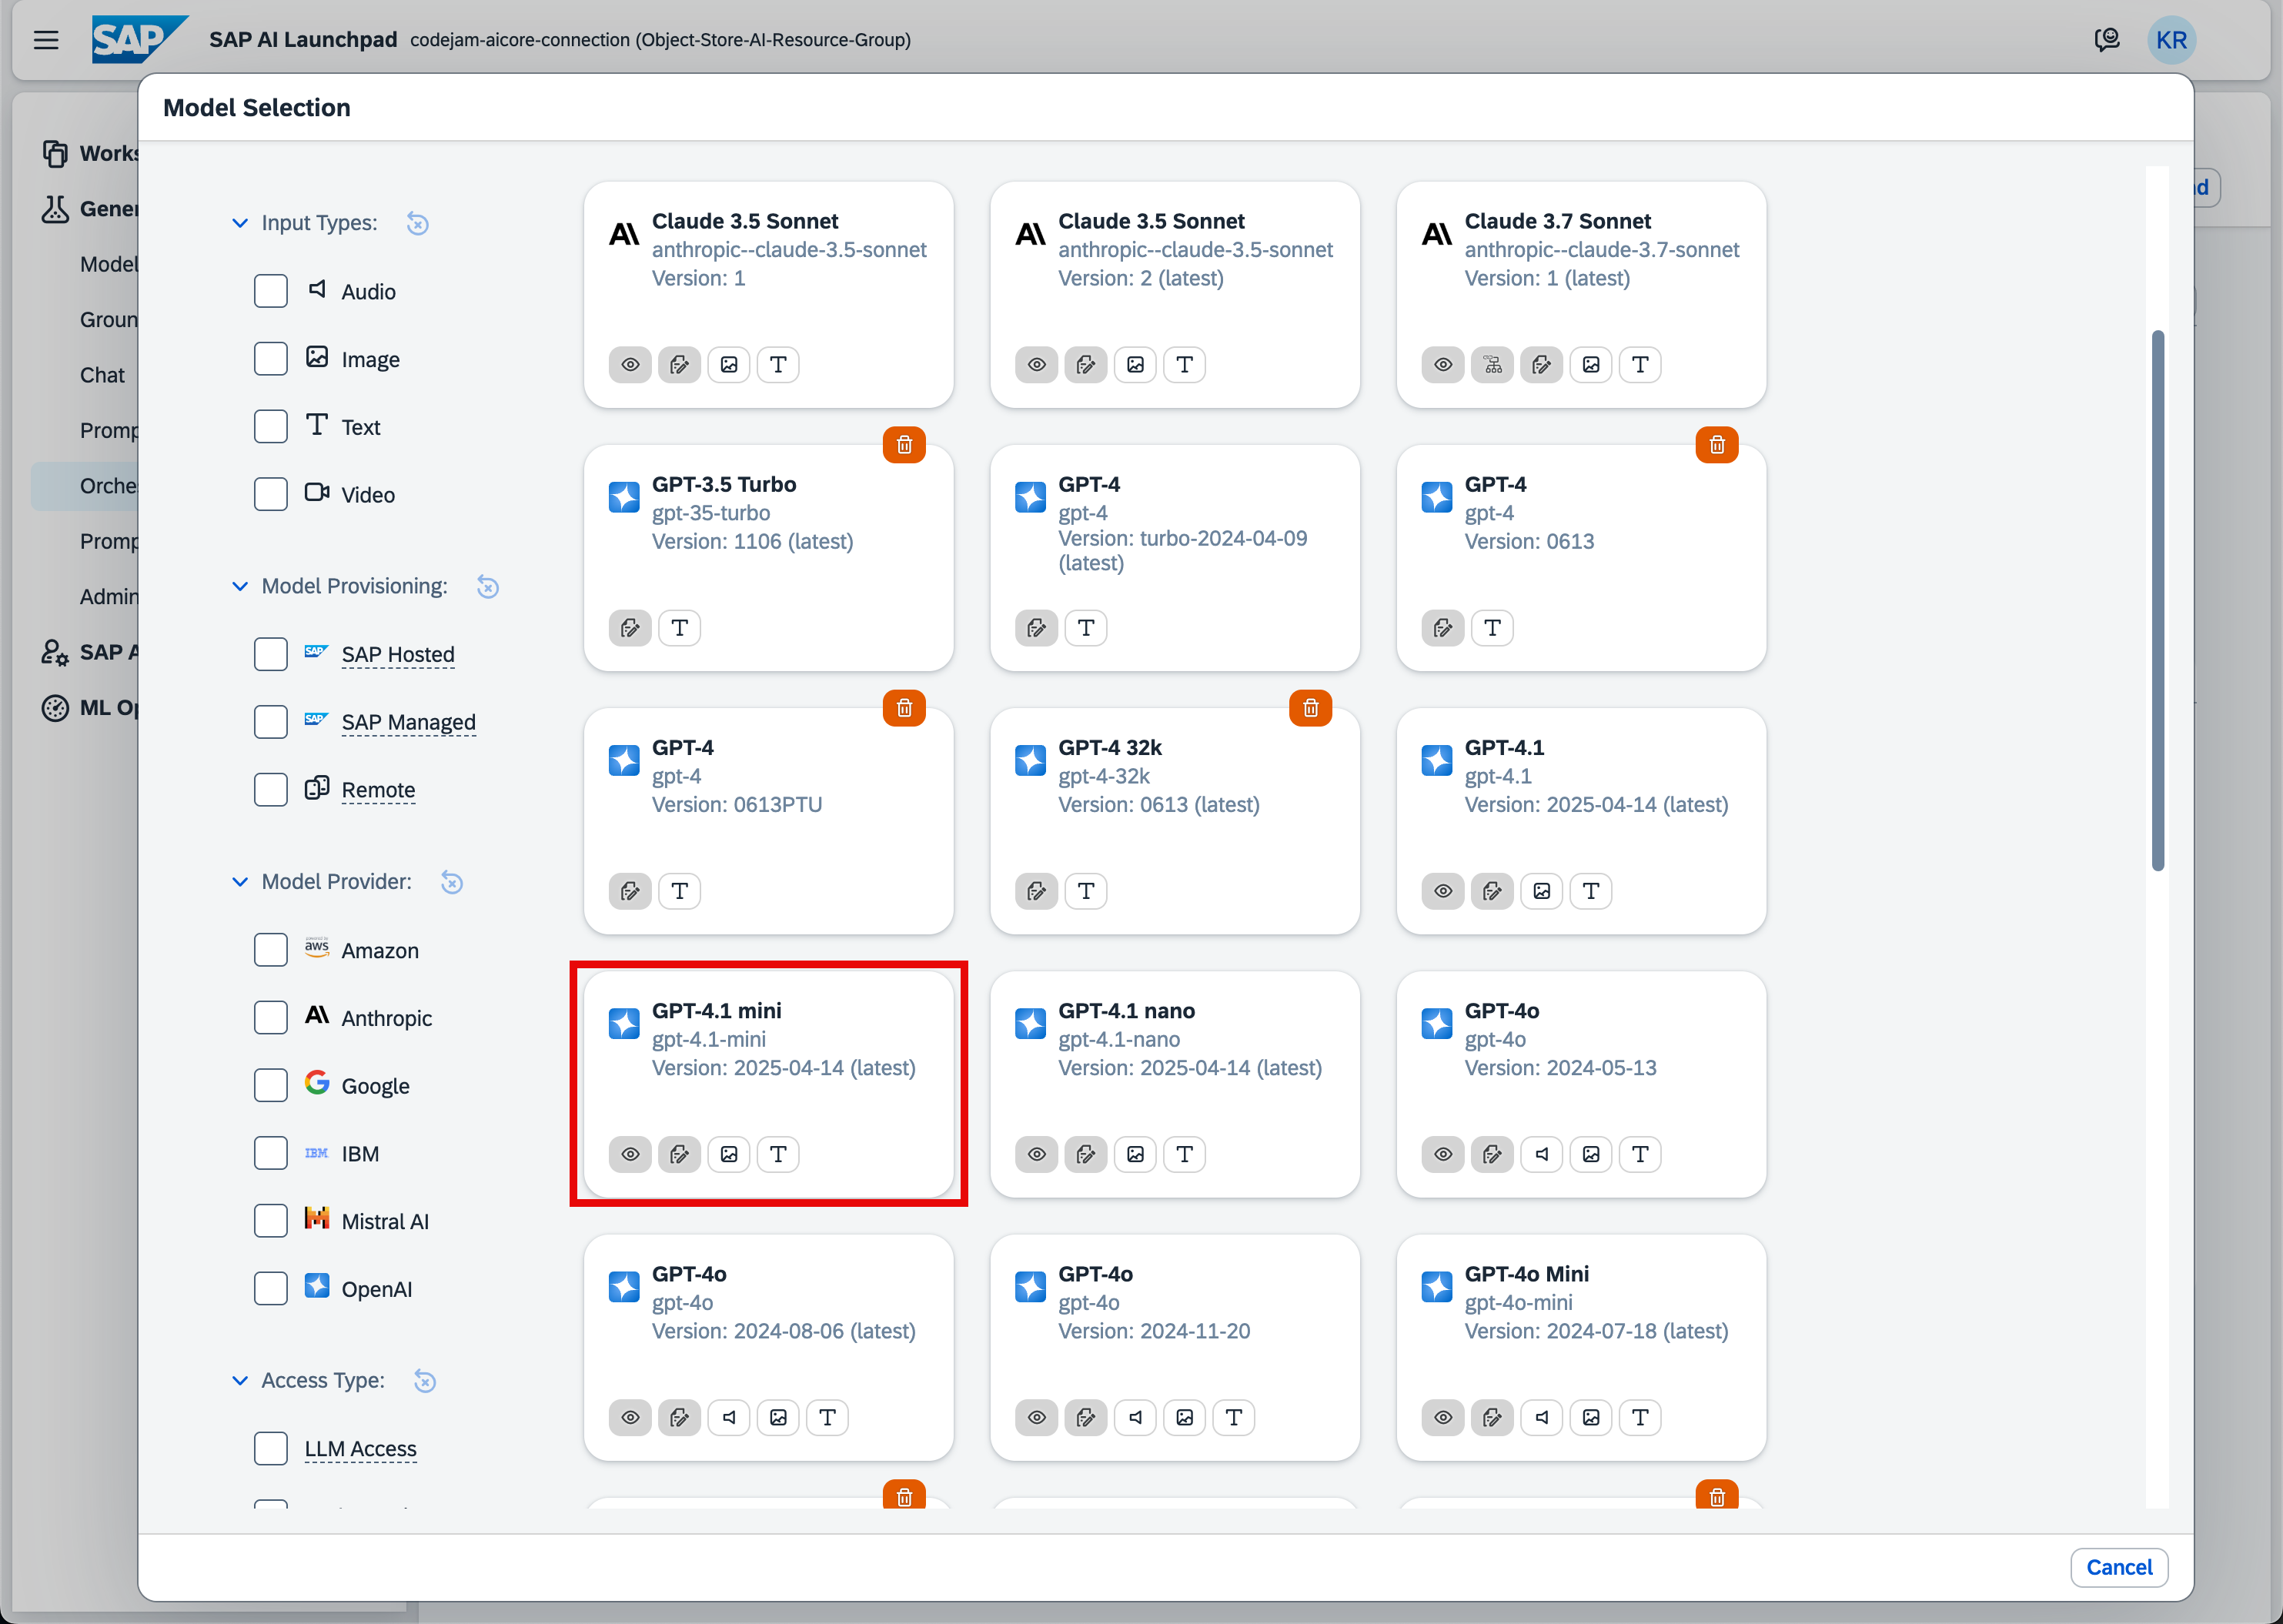 SAP
SAP AI Launchpad
codejam-aicore-connection (Object-Store-AI-Resource-Group)
KR
Model Selection
Chat
Input Types:
Audio
Image
Text
Video
Model Provisioning:
SAP Hosted
SAP Managed
Remote
Model Provider:
aws
Amazon
Anthropic
Google
IBM
IBM
Mistral AI
OpenAI
Access Type:
LLM Access
Claude 3.5 Sonnet
anthropic--claude-3.5-sonnet
Version: 1
Claude 3.5 Sonnet
anthropic--claude-3.5-sonnet
Version: 2 (latest)
Claude 3.7 Sonnet
anthropic--claude-3.7-sonnet
Version: 1 (latest)
GPT-3.5 Turbo
gpt-35-turbo
Version: 1106 (latest)
GPT-4
gpt-4
Version: turbo-2024-04-09
(latest)
GPT-4
gpt-4
Version: 0613
GPT-4
gpt-4
Version: 0613PTU
GPT-4 32k
gpt-4-32k
Version: 0613 (latest)
GPT-4.1
gpt-4.1
Version: 2025-04-14 (latest)
GPT-4.1 mini
gpt-4.1-mini
Version: 2025-04-14 (latest)
GPT-4.1 nano
gpt-4.1-nano
Version: 2025-04-14 (latest)
GPT-4o
gpt-4o
Version: 2024-05-13
GPT-4o
gpt-4o
Version: 2024-08-06 (latest)
GPT-4o
gpt-4o
Version: 2024-11-20
GPT-4o Mini
gpt-4o-mini
Version: 2024-07-18 (latest)
Cancel